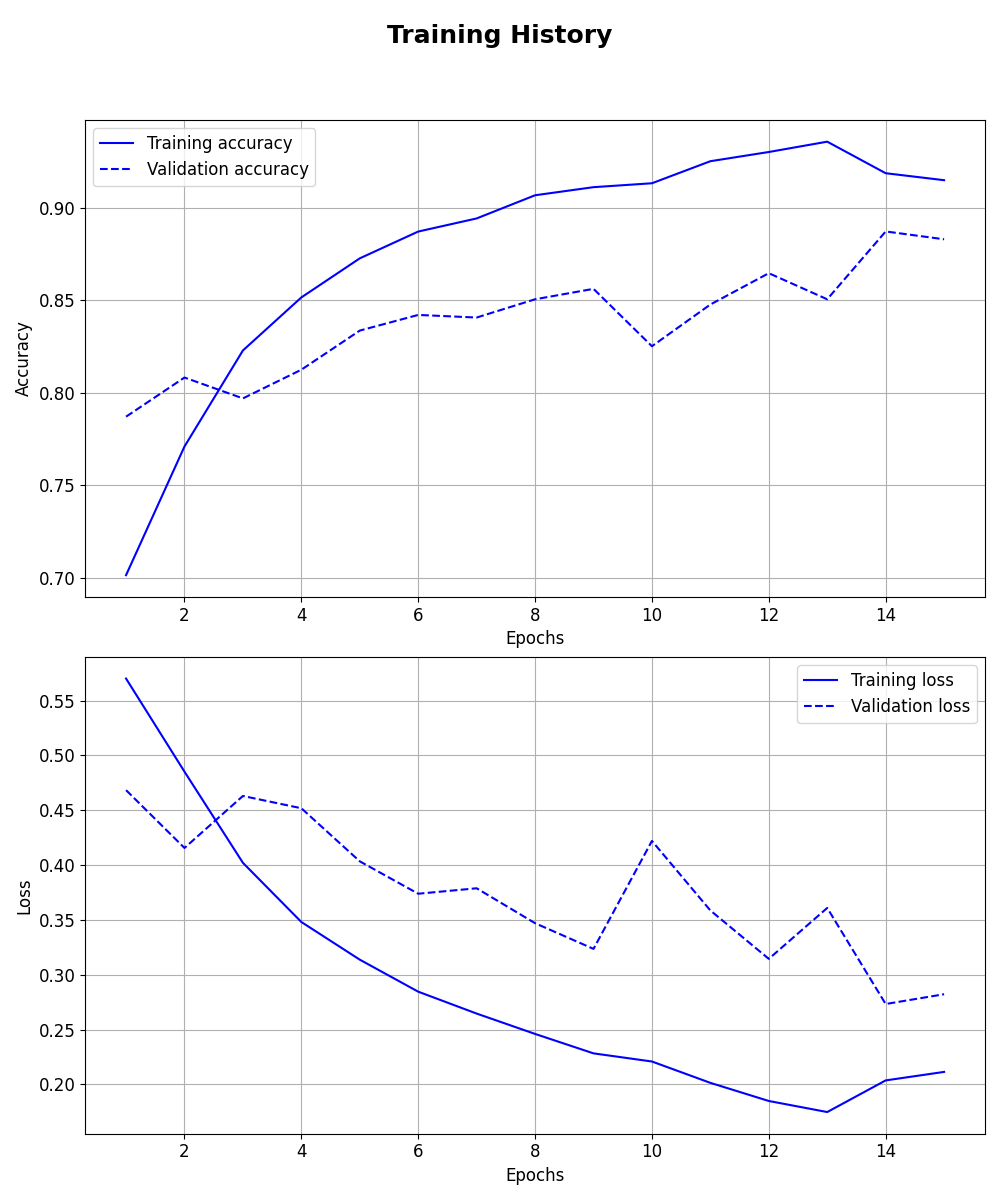 Training History
Training accuracy
Validation accuracy
0.90
0.85
0.80
0.75
0.70
Accuracy
2 4 6 8 10 12 14
Epochs
Training loss
Validation loss
0.55
0.50
0.45
0.40
0.35
0.30
0.25
0.20
Loss
2 4 6 8 10 12 14
Epochs